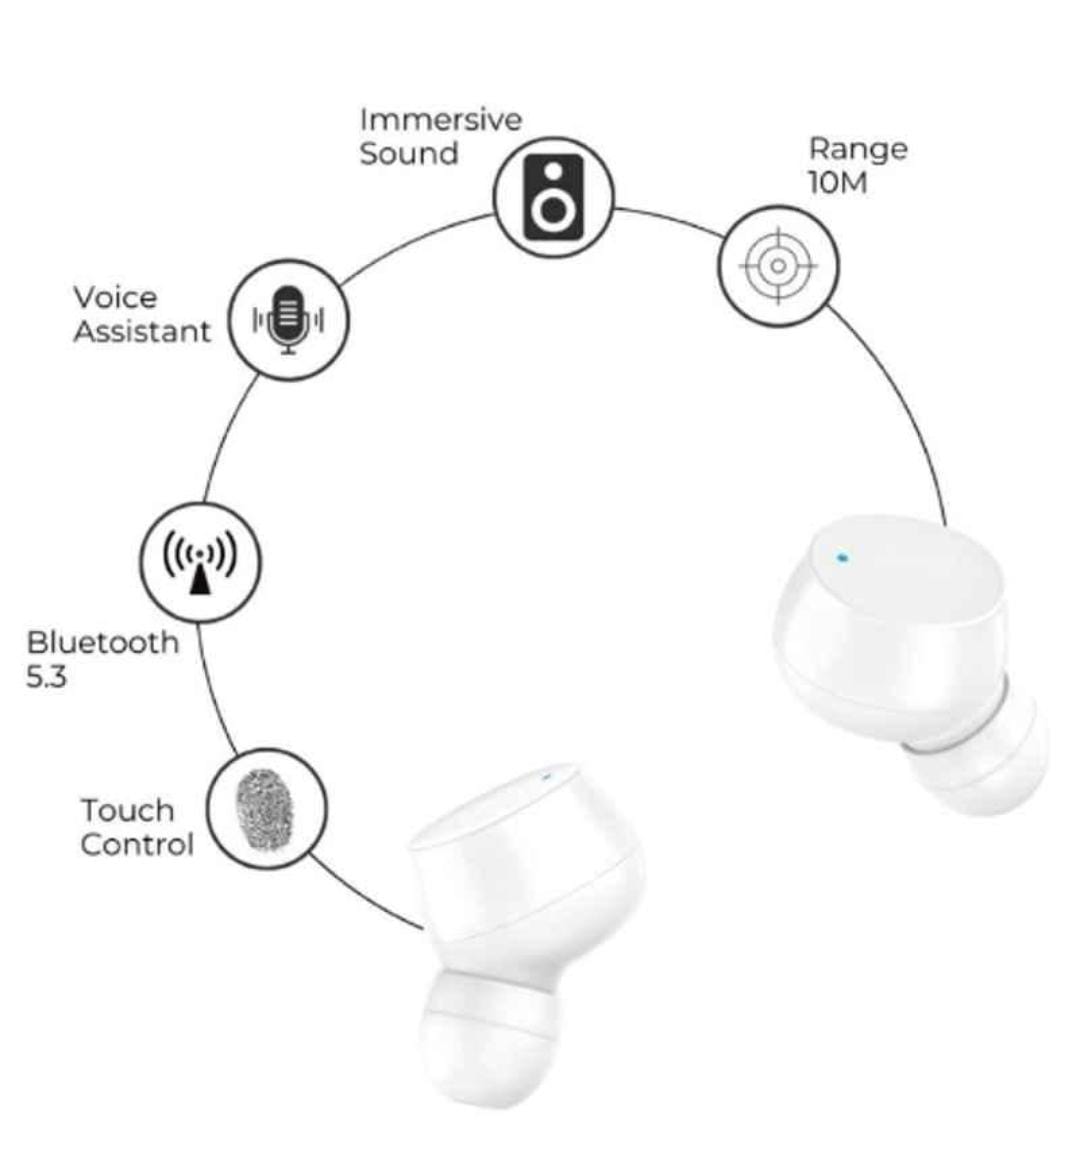 Immersive
Sound
Range
10M
Voice
Assistant
Bluetooth
5.3
Touch
Control